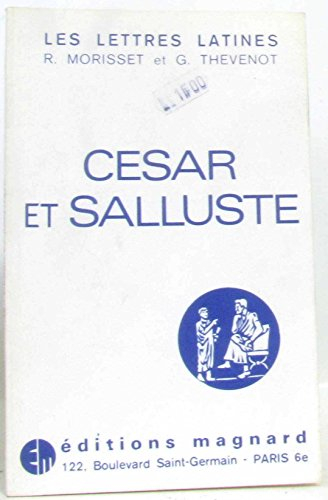 LES LETTRES LATINES
R. MORISSET et G. THEVENOT
CESAR
ET SALLUSTE
éditions magnard
122, Boulevard Saint-Germain - PARIS 6e